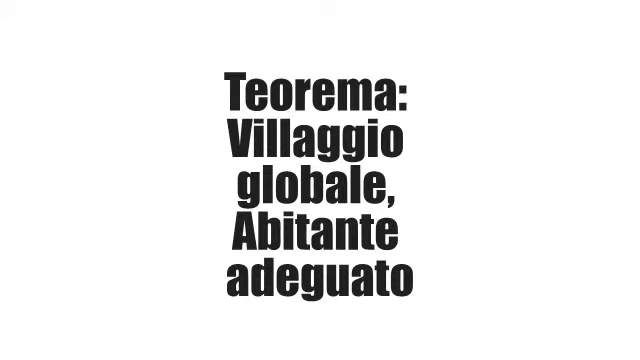 Teorema:
Villaggio
globale,
Abitante
adeguato